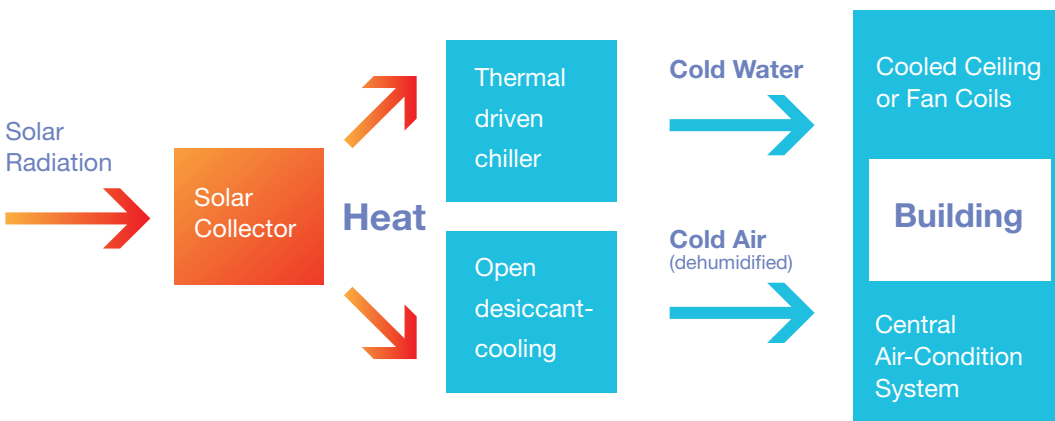 Solar
Radiation
Solar
Collector
Heat
Thermal
driven
chiller
Open
desiccant-
cooling
Cold Water
Cold Air
(dehumidified)
Cooled Ceiling
or Fan Coils
Building
Central
Air-Condition
System